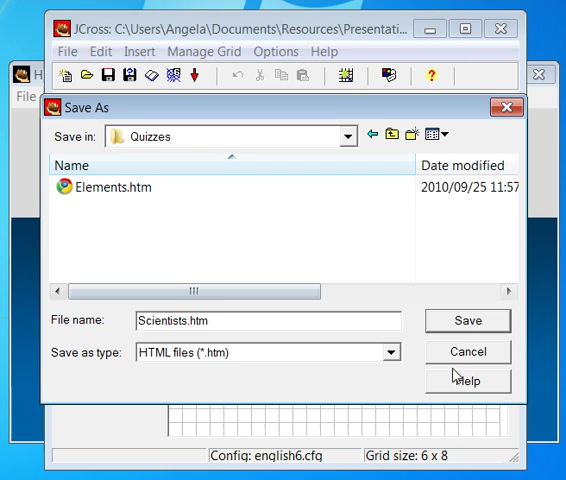 JCross: C:\Users\Angela\Documents\Resources\Presentati...
File Edit Insert Manage Grid Options Help
H
File
Save As
Save in: Quizzes
Name Date modified
Elements.htm 2010/09/25 11:57
File name: Scientists.htm Save
Save as type: HTML files (*.htm) Cancel
Help
Config: english6.cfg Grid size: 6 x 8